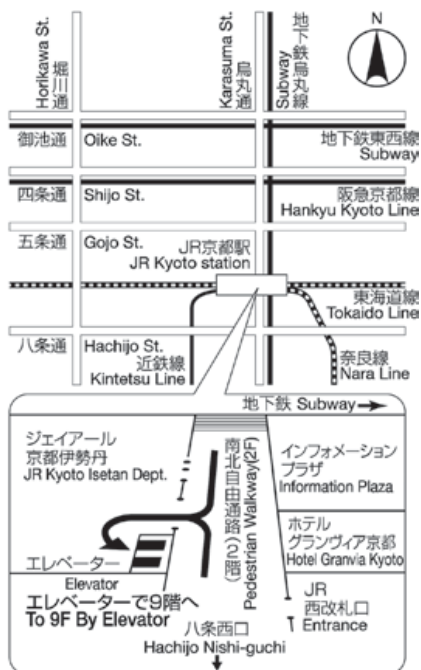 Horikawa St.
堀川通
Karasuma St.
烏丸通
Subway
地下鉄烏丸線
N
御池通 Oike St. 地下鉄東西線
Subway
四条通 Shijo St. 阪急京都線
Hankyu Kyoto Line
五条通 Gojo St.
JR京都駅
JR Kyoto station
東海道線
Tokaido Line
八条通 Hachijo St.
近鉄線
Kintetsu Line
奈良線
Nara Line
地下鉄 Subway
ジェイアール
京都伊勢丹
JR Kyoto Isetan Dept.
南北自由通路(2階)
Pedestrian Walkway(2F)
インフォメーション
プラザ
Information Plaza
ホテル
グランヴィア京都
Hotel Granvia Kyoto
エレベーター
Elevator
エレベーターで9階へ
To 9F By Elevator
JR
西改札口
Entrance
八条西口
Hachijo Nishi-guchi